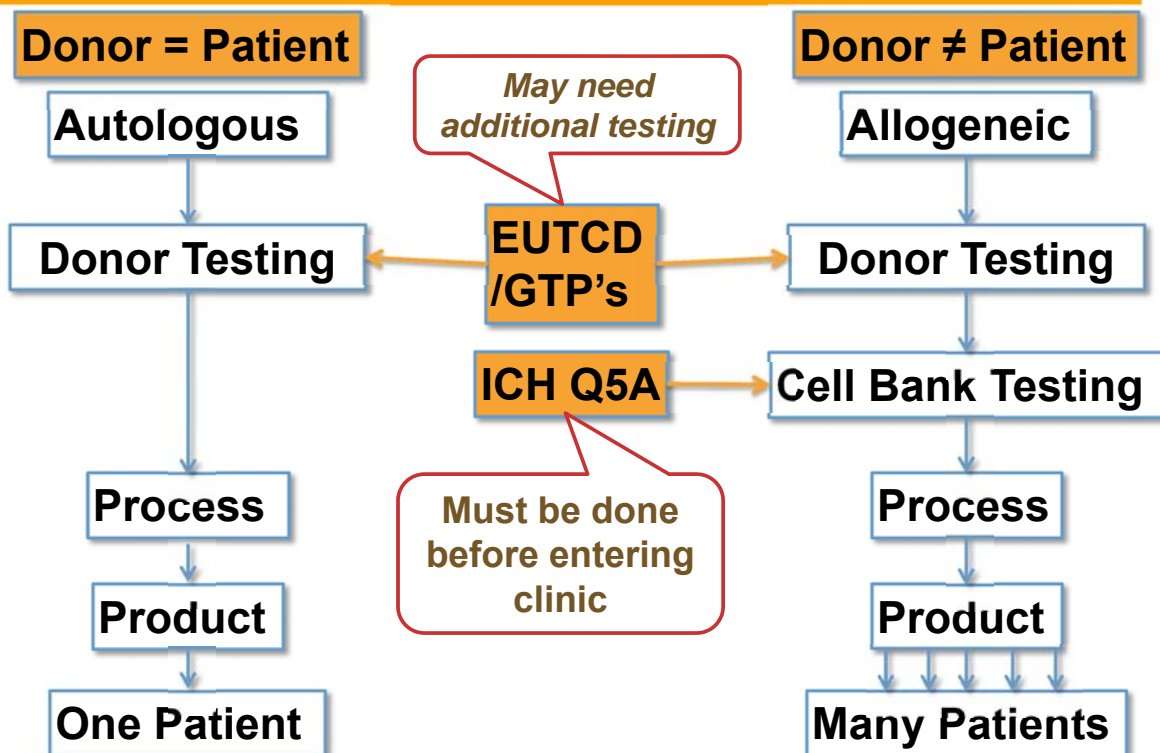 Donor = Patient
Donor ≠ Patient
May need
additional testing
Autologous
Allogeneic
EUTCD
/GTP’s
Donor Testing
Donor Testing
ICH Q5A
Cell Bank Testing
Must be done
before entering
clinic
Process
Process
Product
Product
One Patient
Many Patients